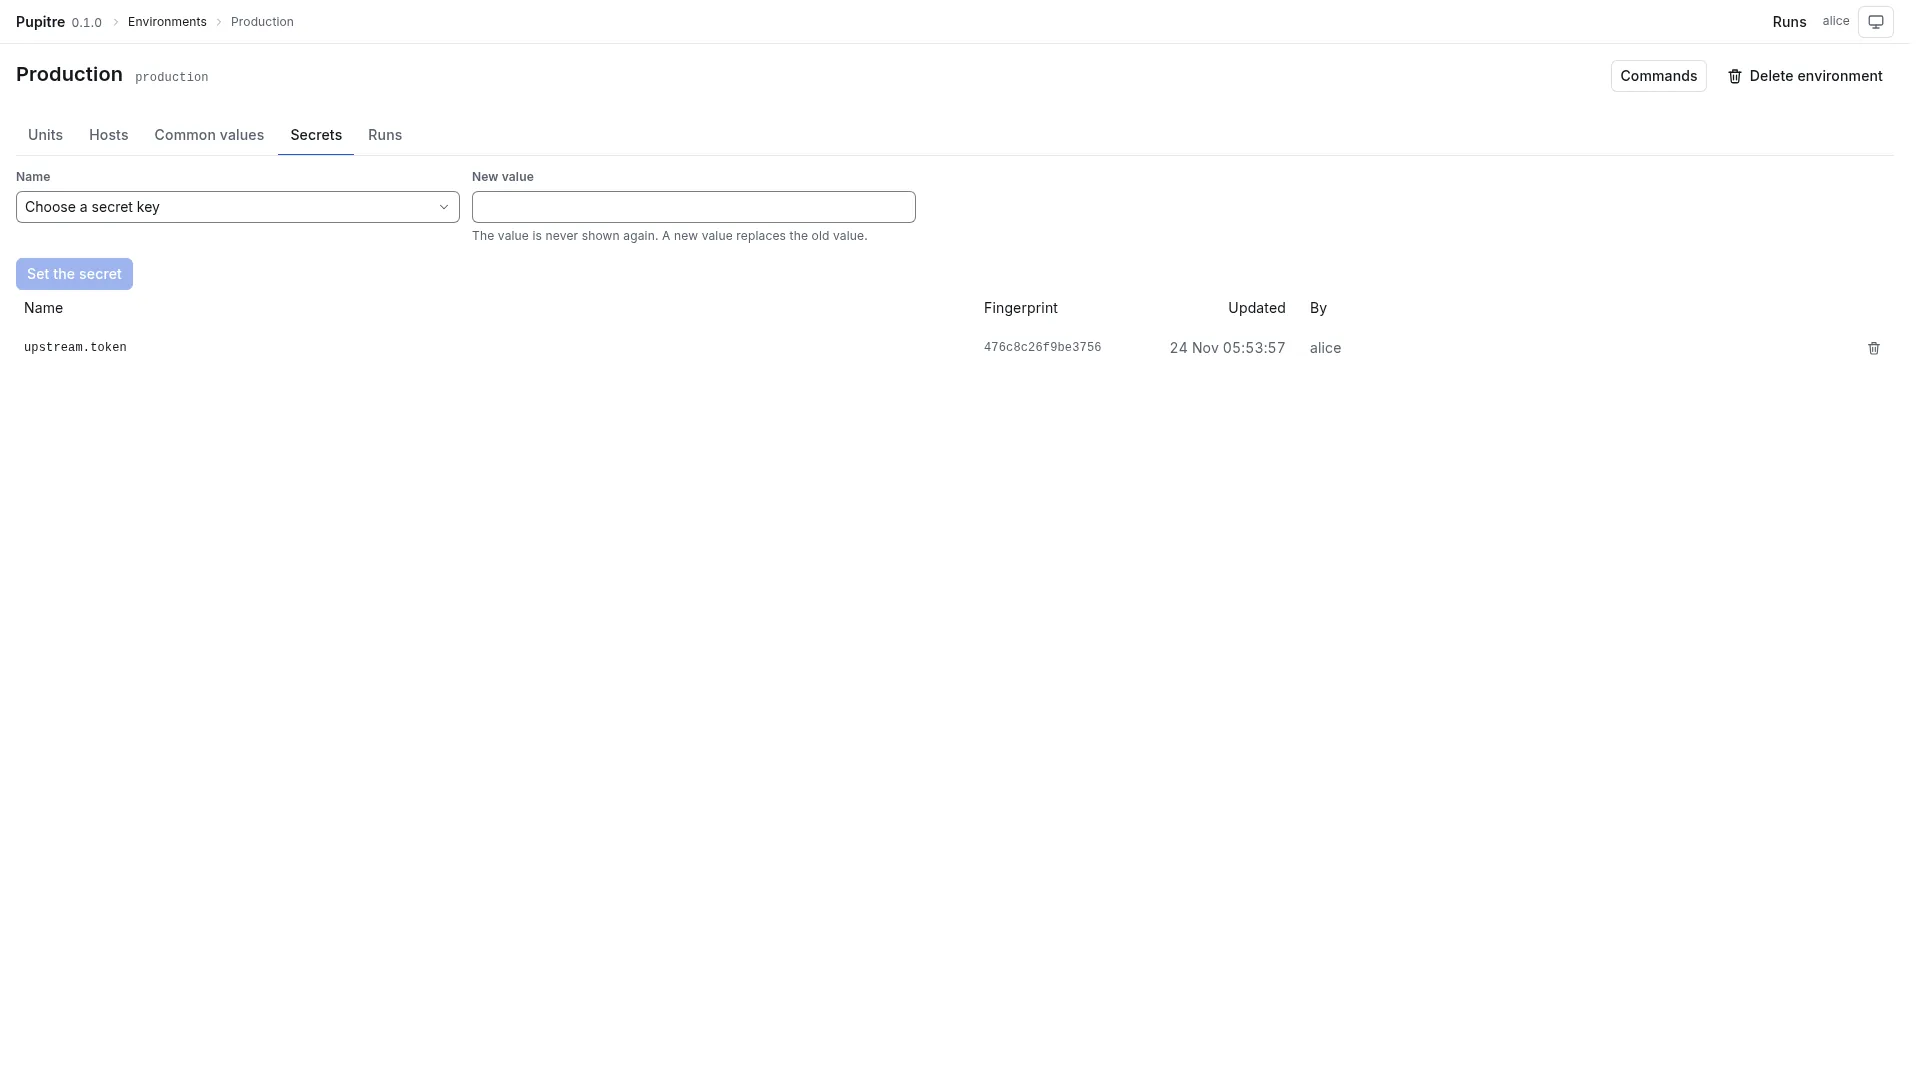 Pupitre 0.1.0 Environments Production Runs alice
Production production Commands Delete environment
Units Hosts Common values Secrets Runs
Name New value
Choose a secret key
The value is never shown again. A new value replaces the old value.
Set the secret
Name Fingerprint Updated By
upstream.token 476c8c26f9be3756 24 Nov 05:53:57 alice